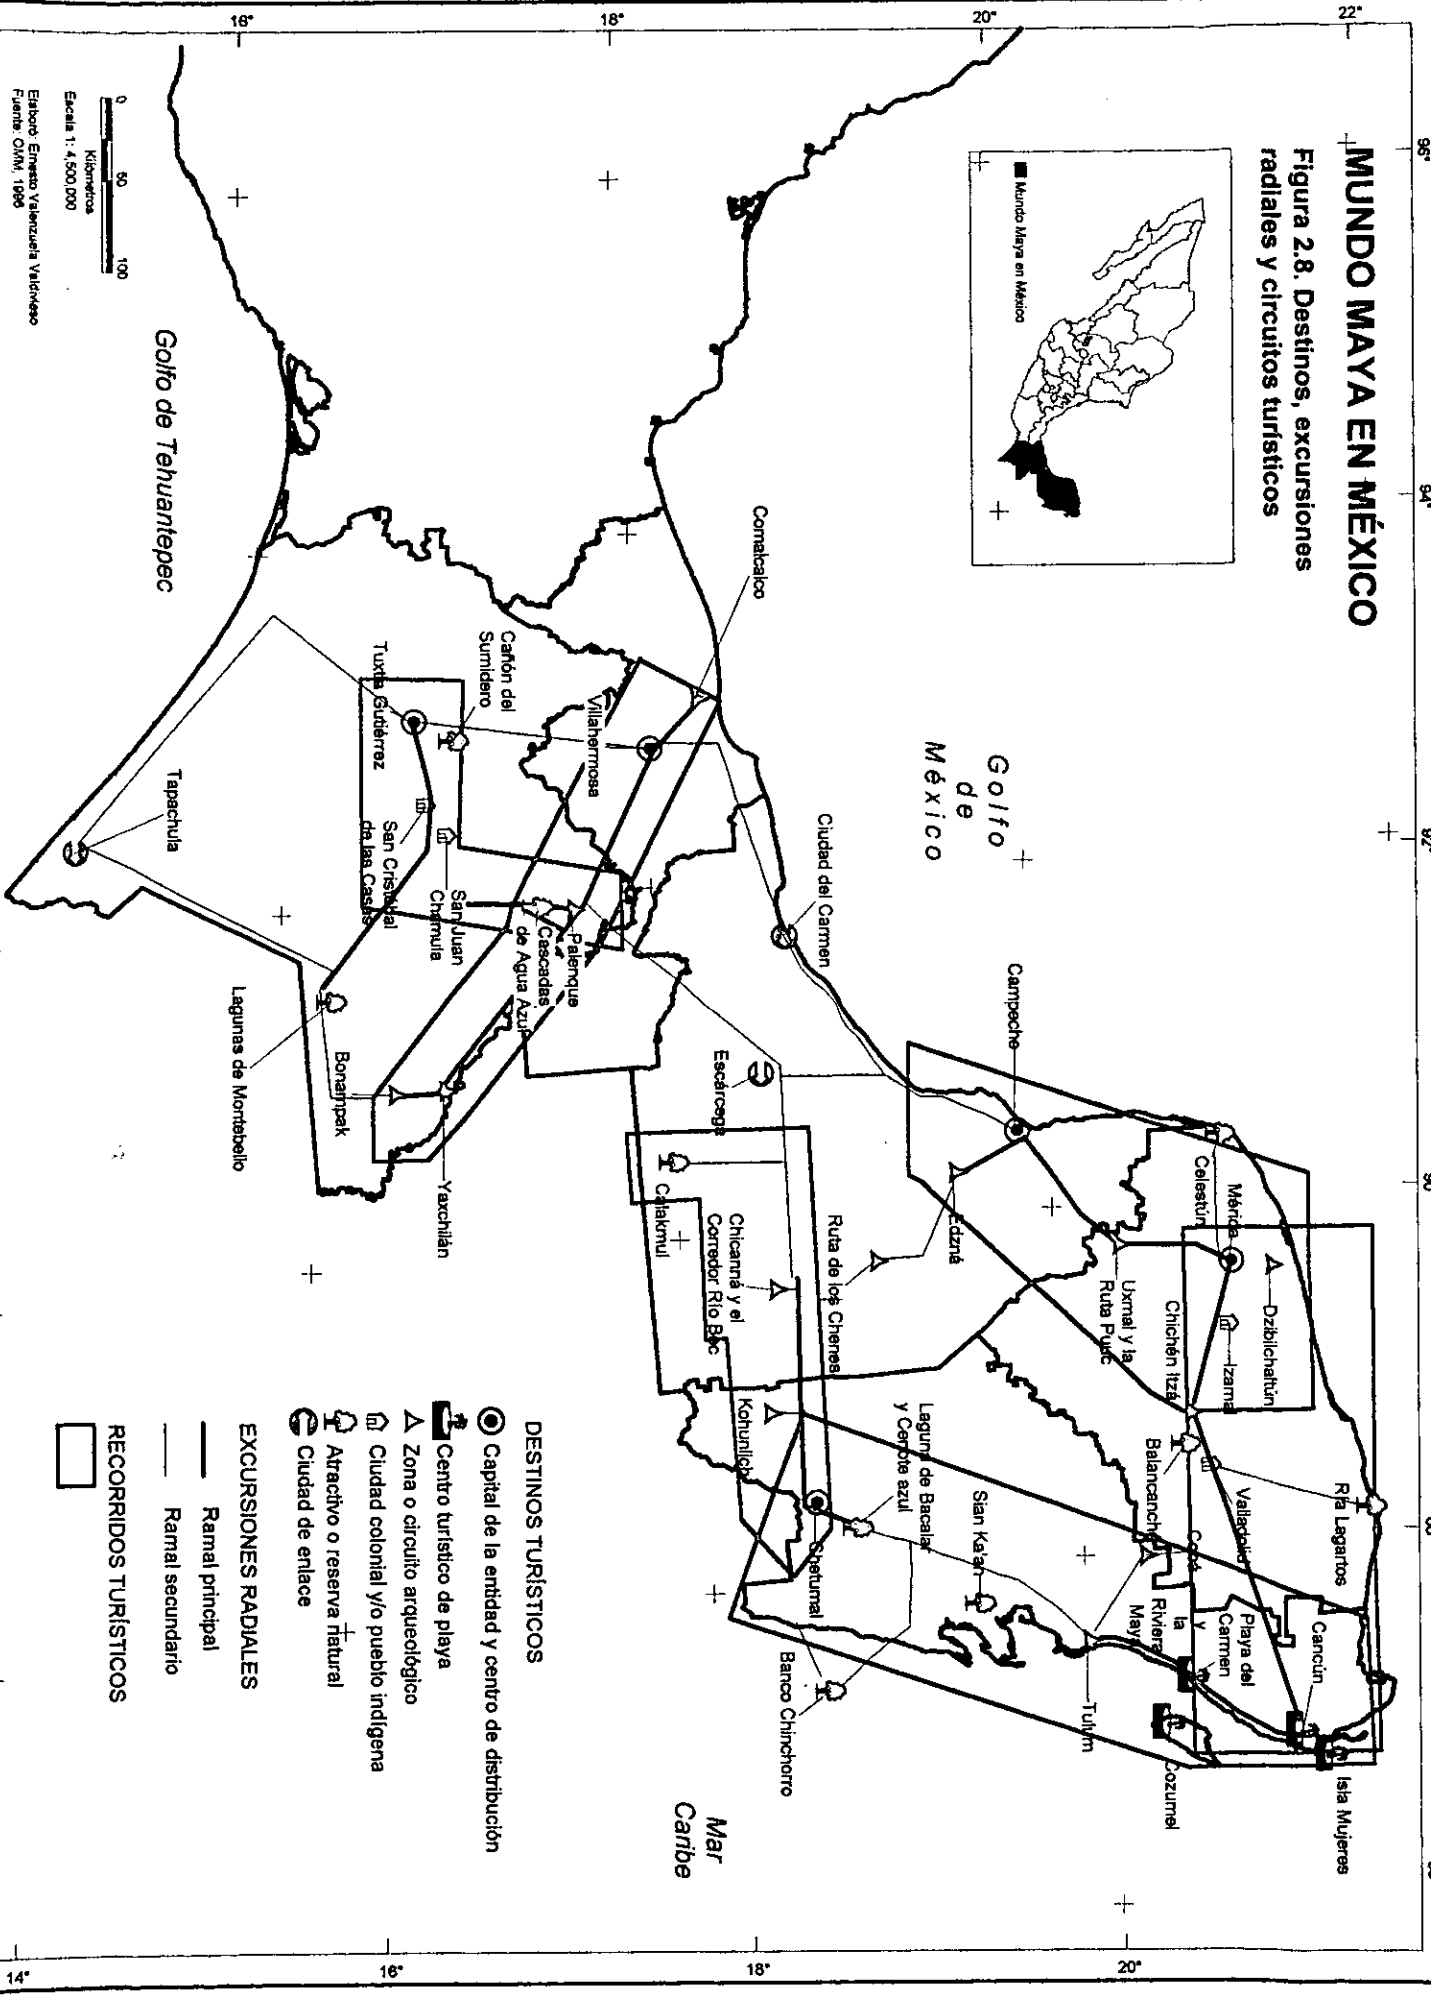 MUNDO MAYA EN MÉXICO
Figura 2.8. Destinos, excursiones
radiales y circuitos turísticos
Mundo Maya en México
96°
94°
92°
22°
20°
18°
16°
20°
18°
16°
14°
Golfo
de
México
Golfo de Tehuantepec
Mar
Caribe
Comalcalco
Villahermosa
Cañón del
Sumidero
Tuxtla Gutiérrez
San Cristóbal
de las Casas
San Juan
Chamula
Cascadas
de Agua Azul
Palenque
Tapachula
Lagunas de Montebello
Bonampak
Yaxchilán
Ciudad del Carmen
Escárcega
Campeche
Calakmul
Chicanná y el
Corredor Río Bec
Ruta de los Chenes
Edzná
Celestún
Mérida
Dzibilchaltún
Izamal
Uxmal y la
Ruta Puuc
Chichén Itzá
Balancanché
Valladolid
Ría Lagartos
Cobá
Kohunlich
Chetumal
Laguna de Bacalar
y Cenote azul
Sian Ka'an
Banco Chinchorro
Tulum
Playa del
Carmen
y
la
Riviera
Maya
Cancún
Isla Mujeres
Cozumel
DESTINOS TURÍSTICOS
Capital de la entidad y centro de distribución
Centro turístico de playa
Zona o circuito arqueológico
Ciudad colonial y/o pueblo indígena
Atractivo o reserva natural
Ciudad de enlace
EXCURSIONES RADIALES
Ramal principal
Ramal secundario
RECORRIDOS TURÍSTICOS
0 50 100
Kilómetros
Escala 1: 4,500,000
Elaboró: Ernesto Valenzuela Valdivieso
Fuente: OMM, 1996